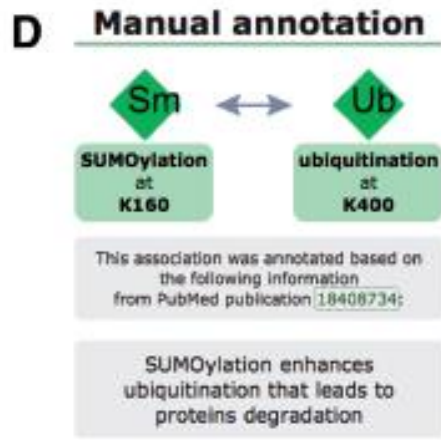 D
Manual annotation
Sm
Ub
SUMOylation
at
K160
ubiquitination
at
K400
This association was annotated based on
the following information
from PubMed publication 18408734:
SUMOylation enhances
ubiquitination that leads to
proteins degradation